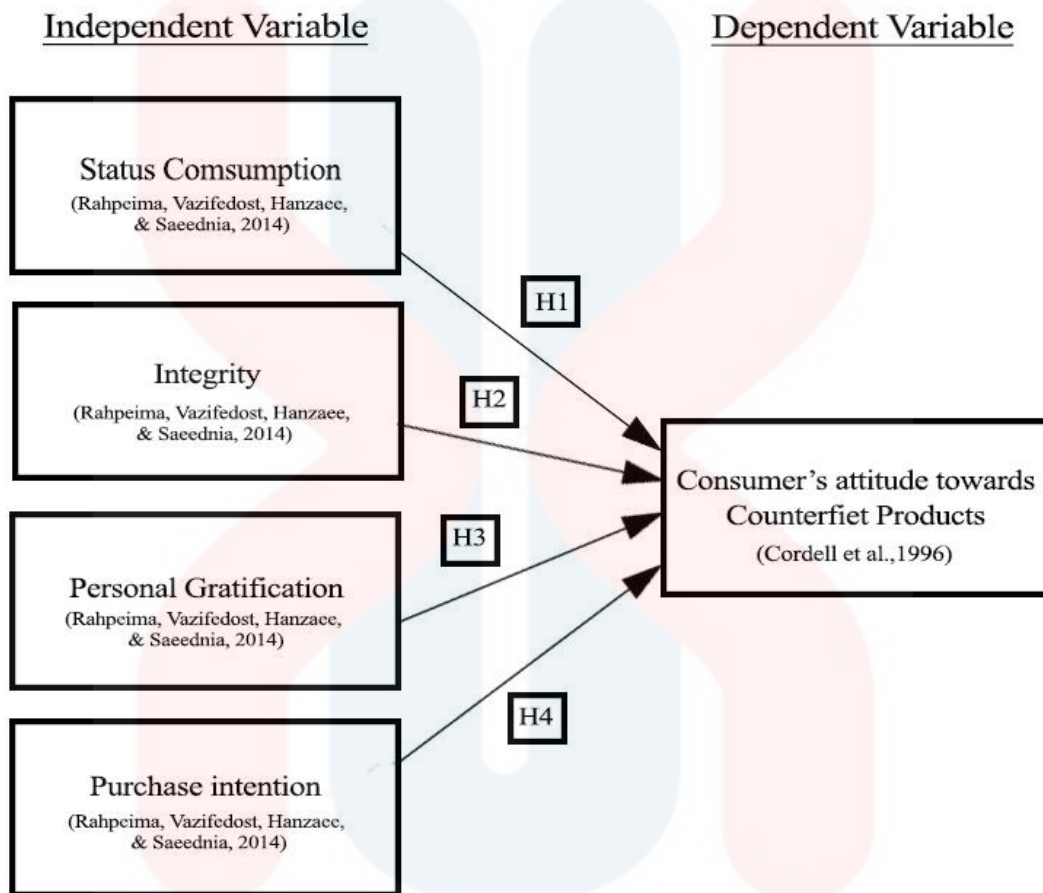 Independent Variable
Dependent Variable
Status Comsumption
(Rahpeima, Vazifedost, Hanzaee,
& Saeednia, 2014)
H1
Integrity
(Rahpeima, Vazifedost, Hanzaee,
& Saeednia, 2014)
H2
Consumer's attitude towards
Counterfiet Products
(Cordell et al.,1996)
Personal Gratification
(Rahpeima, Vazifedost, Hanzaee,
& Saeednia, 2014)
H3
Purchase intention
(Rahpeima, Vazifedost, Hanzaee,
& Saeednia, 2014)
H4